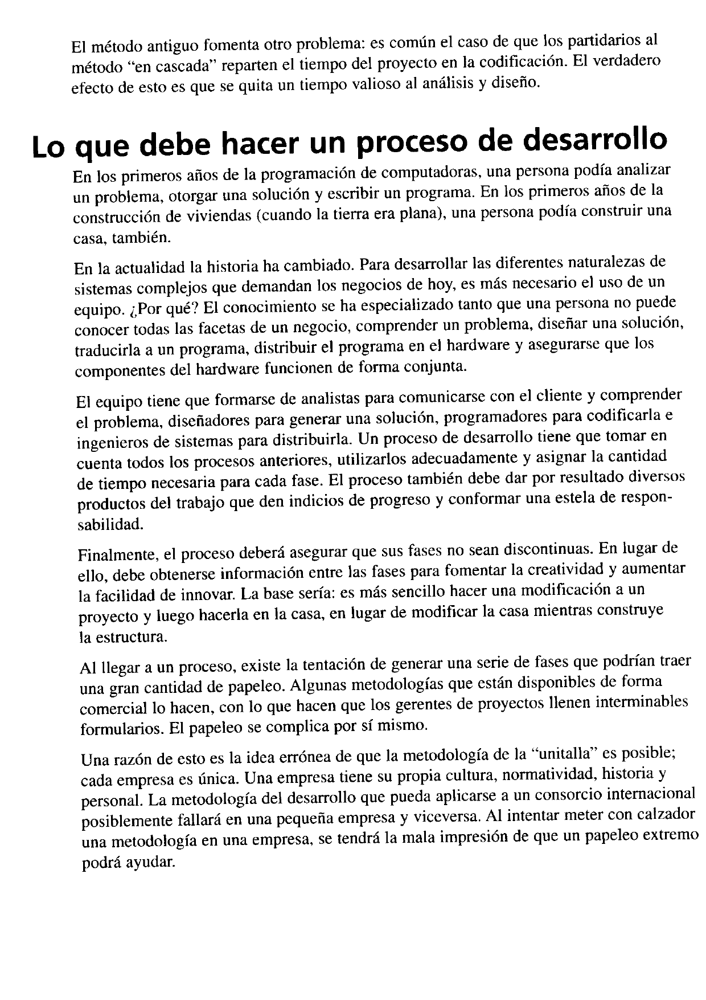 El método antiguo fomenta otro problema: es común el caso de que los partidarios al
método “en cascada” reparten el tiempo del proyecto en la codificación. El verdadero
efecto de esto es que se quita un tiempo valioso al análisis y diseño.
Lo que debe hacer un proceso de desarrollo
En los primeros años de la programación de computadoras, una persona podía analizar
un problema, otorgar una solución y escribir un programa. En los primeros años de la
construcción de viviendas (cuando la tierra era plana), una persona podía construir una
casa, también.
En la actualidad la historia ha cambiado. Para desarrollar las diferentes naturalezas de
sistemas complejos que demandan los negocios de hoy, es más necesario el uso de un
equipo. ¿Por qué? El conocimiento se ha especializado tanto que una persona no puede
conocer todas las facetas de un negocio, comprender un problema, diseñar una solución,
traducirla a un programa, distribuir el programa en el hardware y asegurarse que los
componentes del hardware funcionen de forma conjunta.
El equipo tiene que formarse de analistas para comunicarse con el cliente y comprender
el problema, diseñadores para generar una solución, programadores para codificarla e
ingenieros de sistemas para distribuirla. Un proceso de desarrollo tiene que tomar en
cuenta todos los procesos anteriores, utilizarlos adecuadamente y asignar la cantidad
de tiempo necesaria para cada fase. El proceso también debe dar por resultado diversos
productos del trabajo que den indicios de progreso y conformar una estela de respon-
sabilidad.
Finalmente, el proceso deberá asegurar que sus fases no sean discontinuas. En lugar de
ello, debe obtenerse información entre las fases para fomentar la creatividad y aumentar
la facilidad de innovar. La base sería: es más sencillo hacer una modificación a un
proyecto y luego hacerla en la casa, en lugar de modificar la casa mientras construye
la estructura.
Al llegar a un proceso, existe la tentación de generar una serie de fases que podrían traer
una gran cantidad de papeleo. Algunas metodologías que están disponibles de forma
comercial lo hacen, con lo que hacen que los gerentes de proyectos llenen interminables
formularios. El papeleo se complica por sí mismo.
Una razón de esto es la idea errónea de que la metodología de la “unitalla” es posible;
cada empresa es única. Una empresa tiene su propia cultura, normatividad, historia y
personal. La metodología del desarrollo que pueda aplicarse a un consorcio internacional
posiblemente fallará en una pequeña empresa y viceversa. Al intentar meter con calzador
una metodología en una empresa, se tendrá la mala impresión de que un papeleo extremo
podrá ayudar.